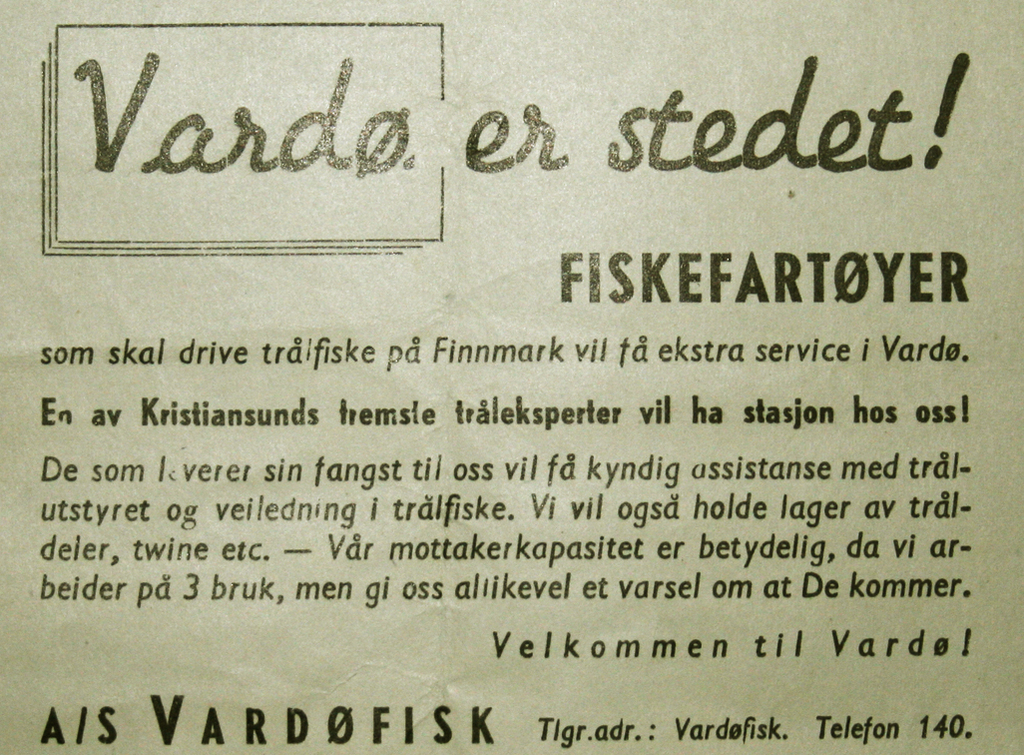 Vardø er stedet!
FISKEFARTØYER
som skal drive trålfiske på Finnmark vil få ekstra service i Vardø.
En av Kristiansunds fremste tråleksperter vil ha stasjon hos oss!
De som leverer sin fangst til oss vil få kyndig assistanse med trål-
utstyret og veiledning i trålfiske. Vi vil også holde lager av trål-
deler, twine etc. — Vår mottakerkapasitet er betydelig, da vi ar-
beider på 3 bruk, men gi oss allikevel et varsel om at De kommer.
Velkommen til Vardø!
A/S VARDØFISK Tlgr.adr.: Vardøfisk. Telefon 140.